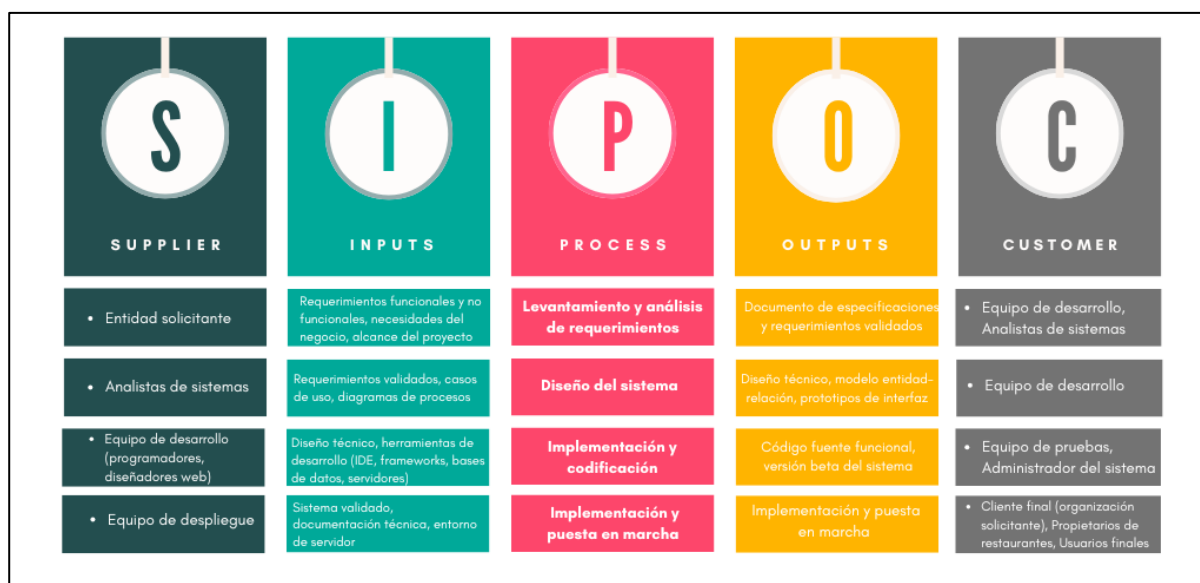 S
I
P
O
C
SUPPLIER
INPUTS
PROCESS
OUTPUTS
CUSTOMER
• Entidad solicitante
Requerimientos funcionales y no
funcionales, necesidades del
negocio, alcance del proyecto
Levantamiento y análisis
de requerimientos
Documento de especificaciones
y requerimientos validados
• Equipo de desarrollo,
Analistas de sistemas
• Analistas de sistemas
Requerimientos validados, casos
de uso, diagramas de procesos
Diseño del sistema
Diseño técnico, modelo entidad-
relación, prototipos de interfaz
• Equipo de desarrollo
• Equipo de desarrollo
(programadores,
diseñadores web)
Diseño técnico, herramientas de
desarrollo (IDE, frameworks, bases
de datos, servidores)
Implementación y
codificación
Código fuente funcional,
versión beta del sistema
• Equipo de pruebas,
Administrador del sistema
• Equipo de despliegue
Sistema validado,
documentación técnica, entorno
de servidor
Implementación y
puesta en marcha
Implementación y puesta
en marcha
• Cliente final (organización
solicitante), Propietarios de
restaurantes, Usuarios finales